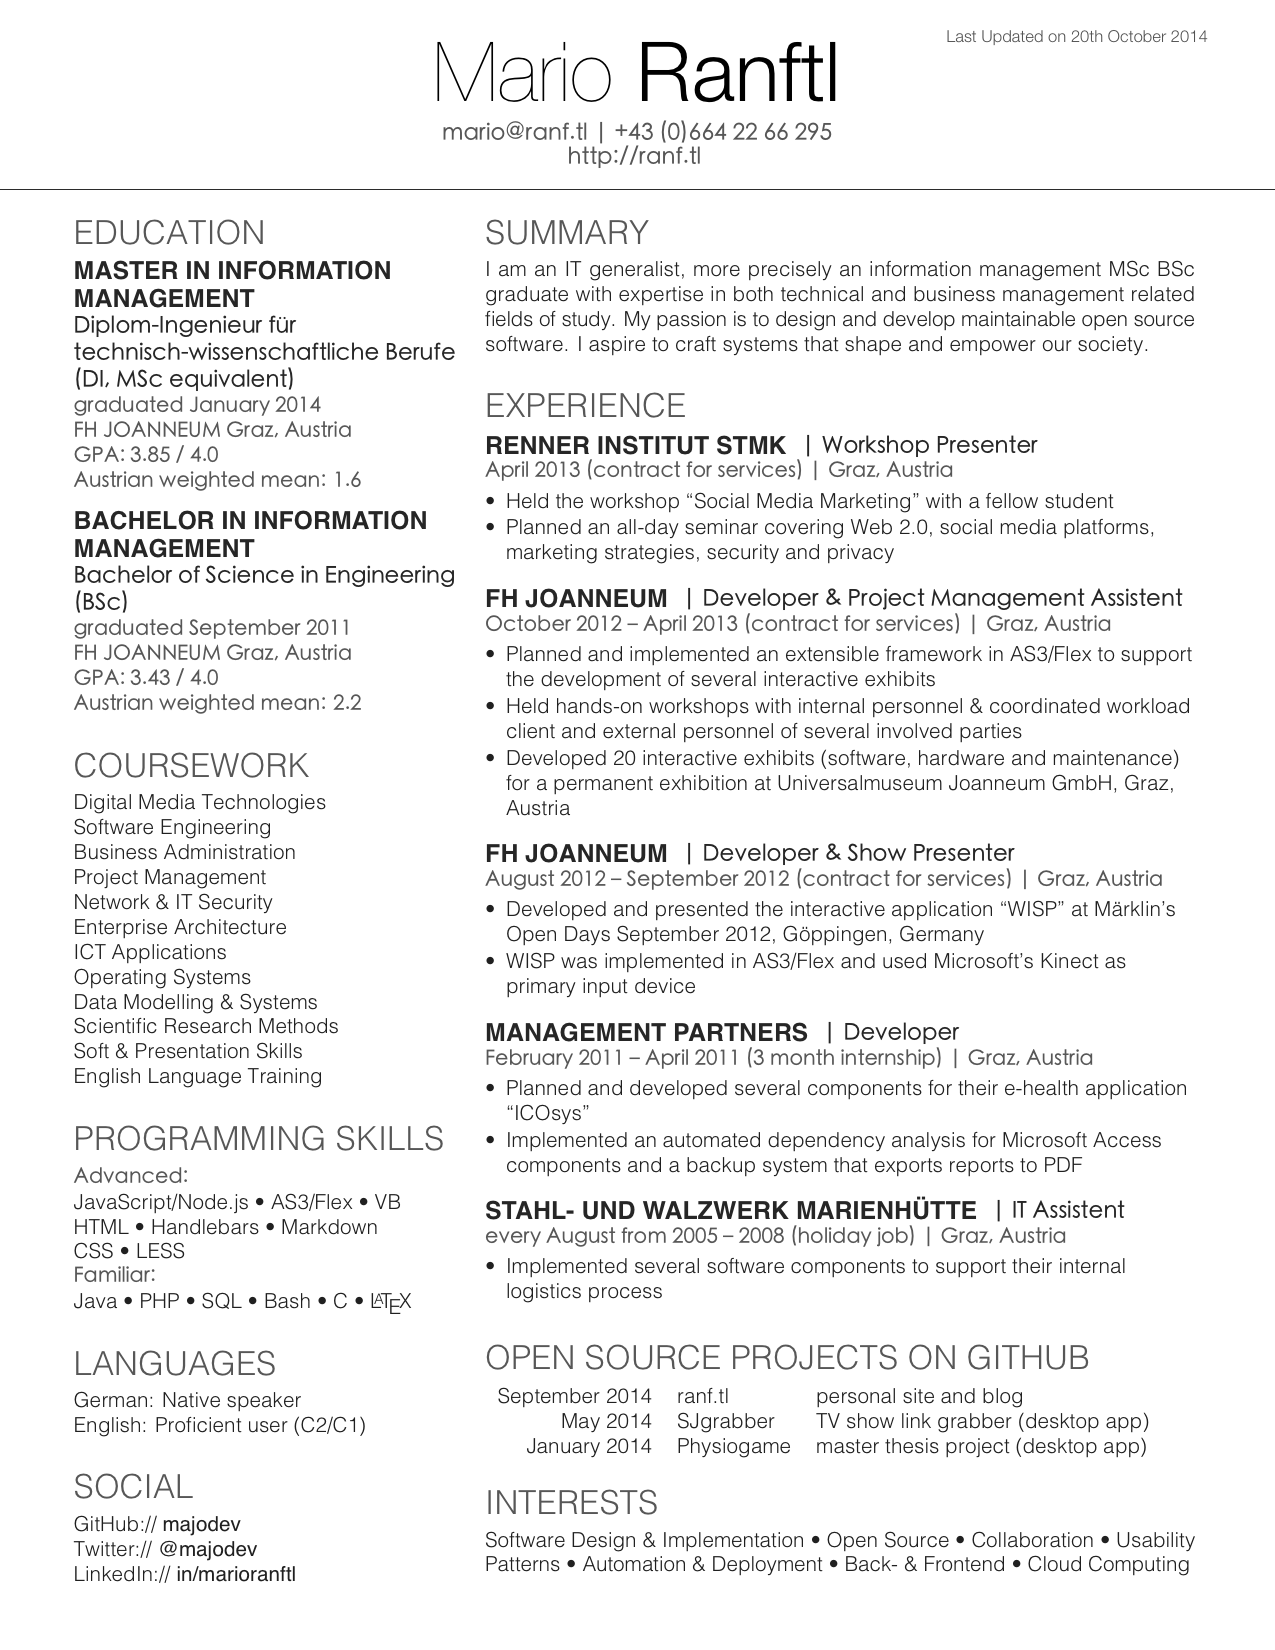 Last Updated on 20th October 2014
Mario Ranftl
mario@ranf.tl | +43 (0)664 22 66 295
http://ranf.tl
EDUCATION
MASTER IN INFORMATION
MANAGEMENT
Diplom-Ingenieur für
technisch-wissenschaftliche Berufe
(DI, MSc equivalent)
graduated January 2014
FH JOANNEUM Graz, Austria
GPA: 3.85 / 4.0
Austrian weighted mean: 1.6
BACHELOR IN INFORMATION
MANAGEMENT
Bachelor of Science in Engineering
(BSc)
graduated September 2011
FH JOANNEUM Graz, Austria
GPA: 3.43 / 4.0
Austrian weighted mean: 2.2
COURSEWORK
Digital Media Technologies
Software Engineering
Business Administration
Project Management
Network & IT Security
Enterprise Architecture
ICT Applications
Operating Systems
Data Modelling & Systems
Scientific Research Methods
Soft & Presentation Skills
English Language Training
PROGRAMMING SKILLS
Advanced:
JavaScript/Node.js • AS3/Flex • VB
HTML • Handlebars • Markdown
CSS • LESS
Familiar:
Java • PHP • SQL • Bash • C • LATEX
LANGUAGES
German: Native speaker
English: Proficient user (C2/C1)
SOCIAL
GitHub:// majodev
Twitter:// @majodev
LinkedIn:// in/marioranftl
SUMMARY
I am an IT generalist, more precisely an information management MSc BSc
graduate with expertise in both technical and business management related
fields of study. My passion is to design and develop maintainable open source
software. I aspire to craft systems that shape and empower our society.
EXPERIENCE
RENNER INSTITUT STMK | Workshop Presenter
April 2013 (contract for services) | Graz, Austria
• Held the workshop “Social Media Marketing” with a fellow student
• Planned an all-day seminar covering Web 2.0, social media platforms,
marketing strategies, security and privacy
FH JOANNEUM | Developer & Project Management Assistent
October 2012 – April 2013 (contract for services) | Graz, Austria
• Planned and implemented an extensible framework in AS3/Flex to support
the development of several interactive exhibits
• Held hands-on workshops with internal personnel & coordinated workload
client and external personnel of several involved parties
• Developed 20 interactive exhibits (software, hardware and maintenance)
for a permanent exhibition at Universalmuseum Joanneum GmbH, Graz,
Austria
FH JOANNEUM | Developer & Show Presenter
August 2012 – September 2012 (contract for services) | Graz, Austria
• Developed and presented the interactive application “WISP” at Märklin’s
Open Days September 2012, Göppingen, Germany
• WISP was implemented in AS3/Flex and used Microsoft’s Kinect as
primary input device
MANAGEMENT PARTNERS | Developer
February 2011 – April 2011 (3 month internship) | Graz, Austria
• Planned and developed several components for their e-health application
“ICOsys”
• Implemented an automated dependency analysis for Microsoft Access
components and a backup system that exports reports to PDF
STAHL- UND WALZWERK MARIENHÜTTE | IT Assistent
every August from 2005 – 2008 (holiday job) | Graz, Austria
• Implemented several software components to support their internal
logistics process
OPEN SOURCE PROJECTS ON GITHUB
September 2014 ranf.tl personal site and blog
May 2014 SJgrabber TV show link grabber (desktop app)
January 2014 Physiogame master thesis project (desktop app)
INTERESTS
Software Design & Implementation • Open Source • Collaboration • Usability
Patterns • Automation & Deployment • Back- & Frontend • Cloud Computing